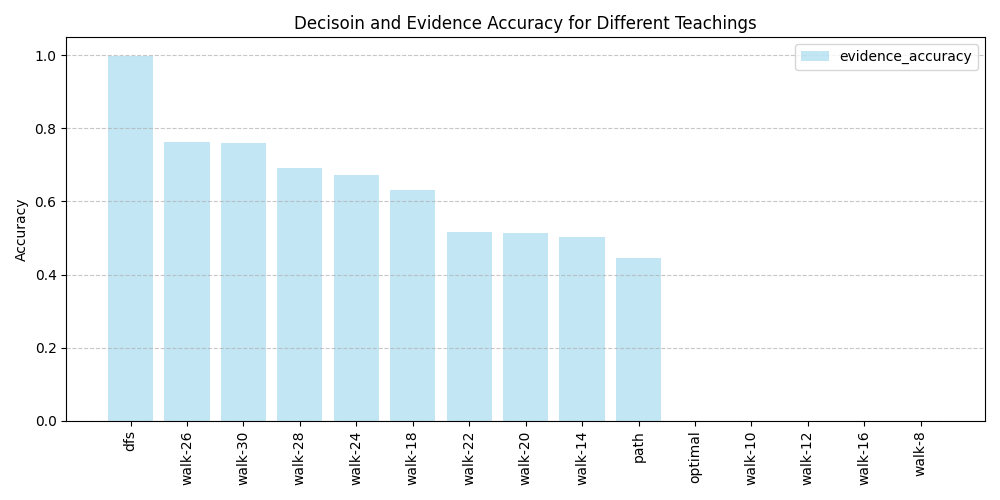 Decisoin and Evidence Accuracy for Different Teachings
evidence_accuracy
Accuracy
1.0
0.8
0.6
0.4
0.2
0.0
dfs
walk-26
walk-30
walk-28
walk-24
walk-18
walk-22
walk-20
walk-14
path
optimal
walk-10
walk-12
walk-16
walk-8